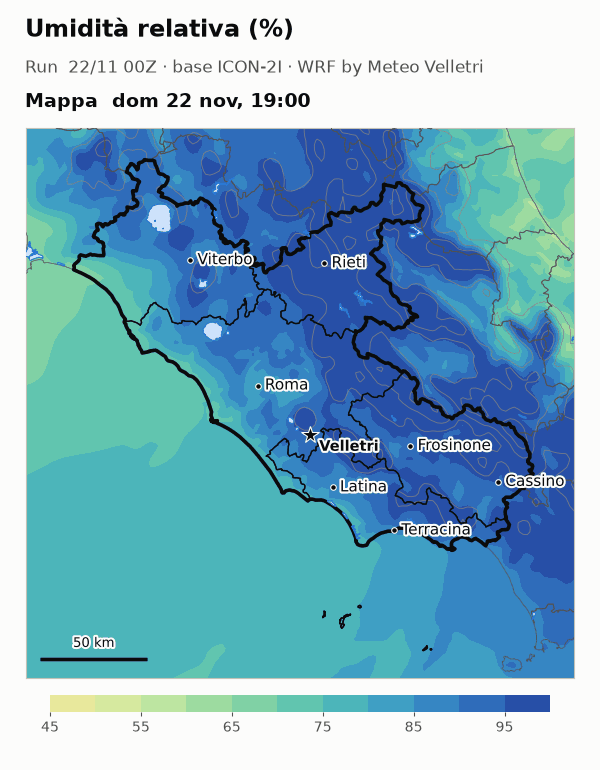 Umidità relativa (%)
Run  22/11 00Z · base ICON-2I · WRF by Meteo Velletri
Mappa  dom 22 nov, 19:00
Viterbo
Rieti
Roma
Velletri
Frosinone
Cassino
Latina
Terracina
50 km
45 55 65 75 85 95